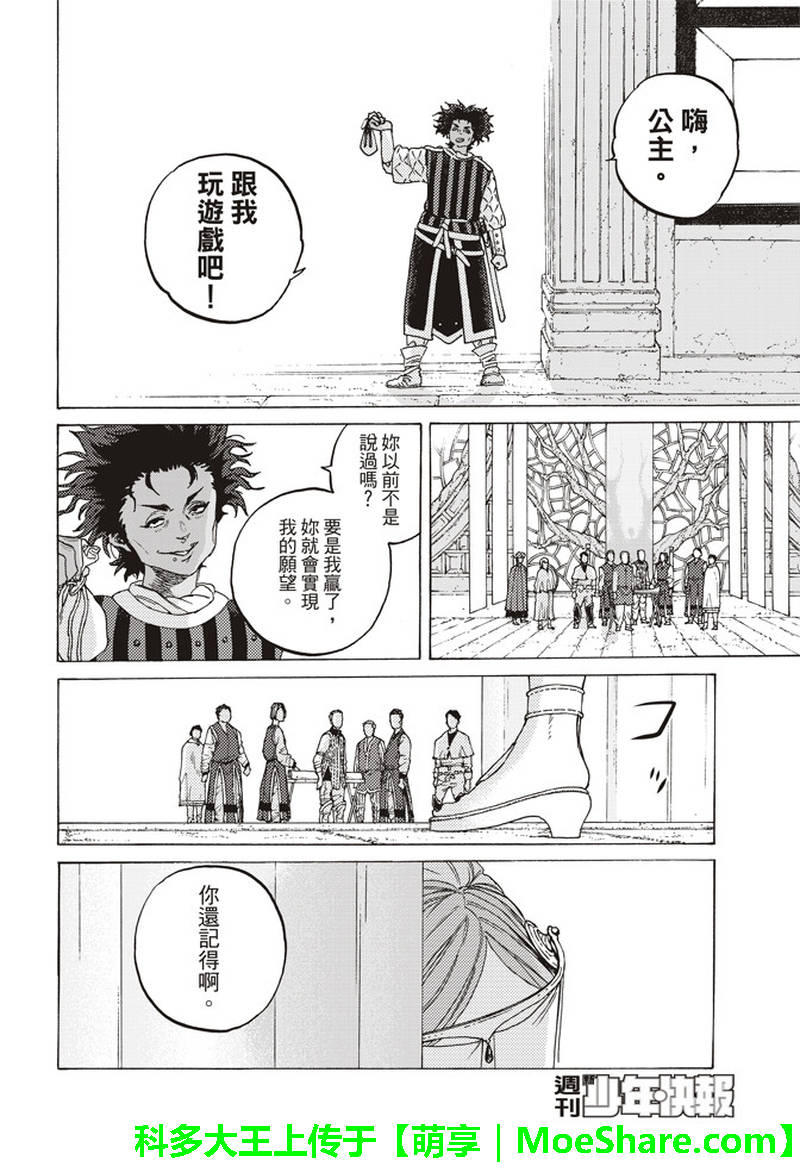 嗨，
公主。
跟我
玩遊戲吧！
妳以前不是
說過嗎？
要是我贏了，
妳就會實現
我的願望。
フ
你還記得啊。
週刊
少年快報
科多大王上传于【萌享】MoeShare.com】